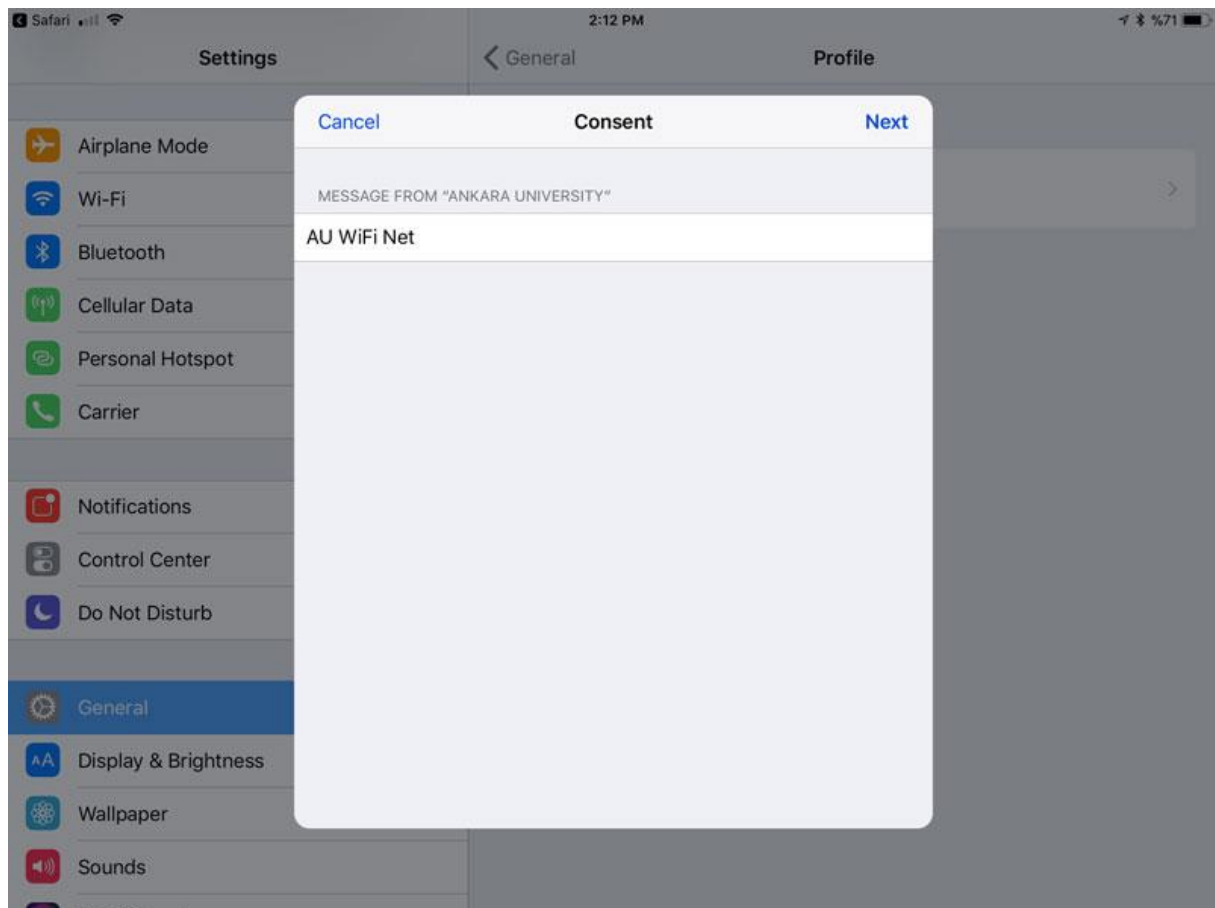 Safari
2:12 PM
%71
Settings
General
Profile
Cancel
Consent
Next
MESSAGE FROM “ANKARA UNIVERSITY”
AU WiFi Net
Airplane Mode
Wi-Fi
Bluetooth
Cellular Data
Personal Hotspot
Carrier
Notifications
Control Center
Do Not Disturb
General
AA Display & Brightness
Wallpaper
Sounds